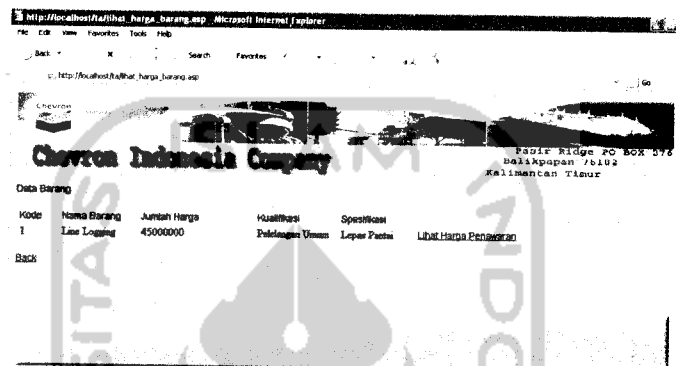 http://localhost/ta/lihat_harga_barang.asp - Microsoft Internet Explorer
File Edit View Favorites Tools Help
Back Search Favorites
http://localhost/ta/lihat_harga_barang.asp Go
Chevron
Chevron Indonesia Company
Pasir Ridge PO BOX 576
Balikpapan 76102
Kalimantan Timur
Data Barang
Kode Nama Barang Jumlah Harga Kualifikasi Spesifikasi
1 Line Logging 45000000 Pelelangan Umum Lepas Pantai Lihat Harga Penawaran
Back
ISLAM